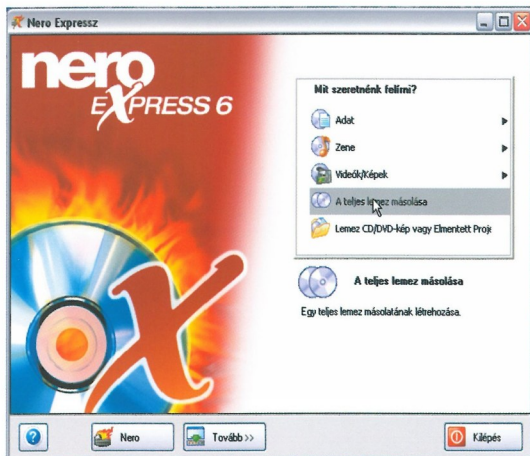 Nero Expressz
nero
EXPRESS 6
Mit szeretnénk felírni?
Adat
Zene
Videók/Képek
A teljes lemez másolása
Lemez CD/DVD-kép vagy Elmentett Proje
A teljes lemez másolása
Egy teljes lemez másolatának létrehozása.
Nero
Tovább >>
Kilépés